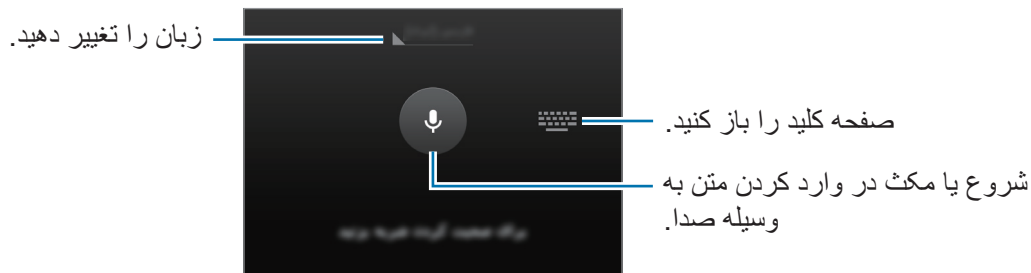 زبان را تغییر دهید.
صفحه کلید را باز کنید.
شروع یا مکث در وارد کردن متن به
وسیله صدا.